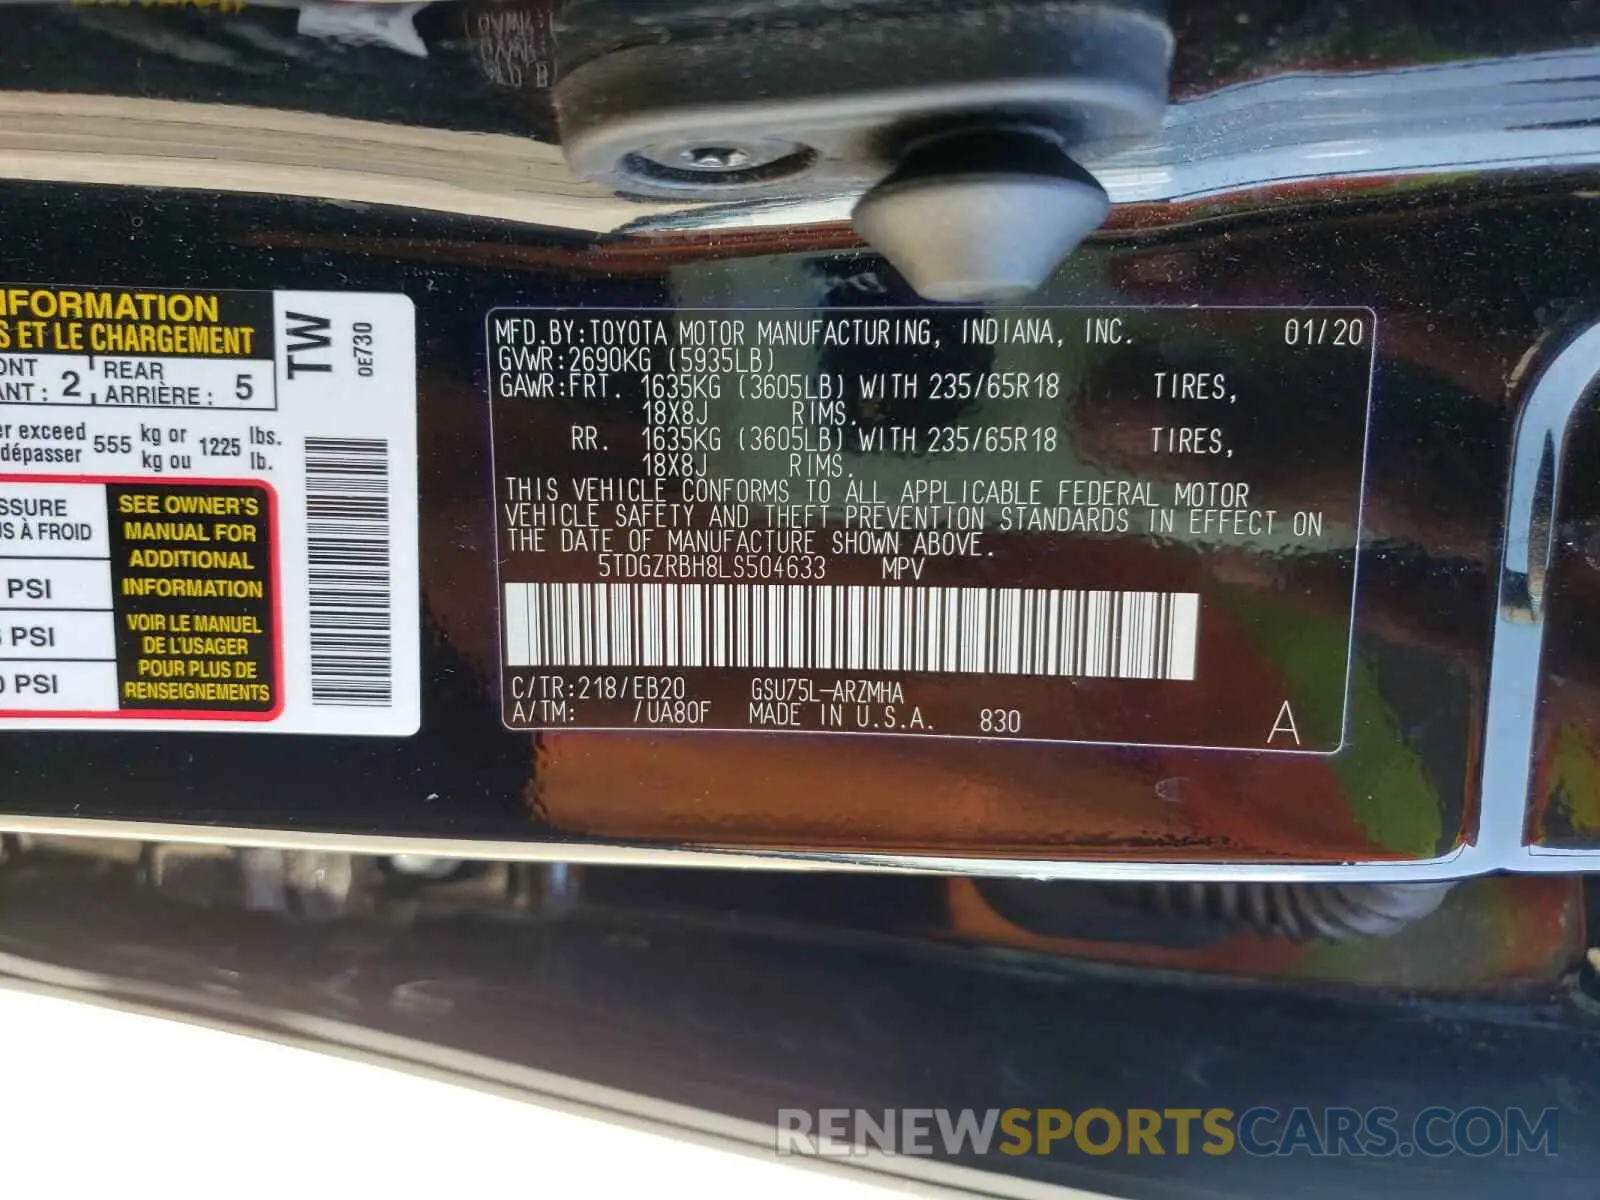 NFORMATION
S ET LE CHARGEMENT
TW
0E730
REAR
2
ARRIÈRE : 5
er exceed 555 kg or 1225 lbs.
dépasser kg ou lb.
SSURE
S À FROID
PSI
PSI
PSI
SEE OWNER'S
MANUAL FOR
ADDITIONAL
INFORMATION
VOIR LE MANUEL
DE L'USAGER
POUR PLUS DE
RENSEIGNEMENTS
MFD.BY:TOYOTA MOTOR MANUFACTURING, INDIANA, INC. 01/20
GVWR:2690KG (5935LB)
GAWR:FRT. 1635KG (3605LB) WITH 235/65R18 TIRES,
18X8J RIMS.
RR. 1635KG (3605LB) WITH 235/65R18 TIRES,
18X8J RIMS.
THIS VEHICLE CONFORMS TO ALL APPLICABLE FEDERAL MOTOR
VEHICLE SAFETY AND THEFT PREVENTION STANDARDS IN EFFECT ON
THE DATE OF MANUFACTURE SHOWN ABOVE.
5TDGZRBH8LS504633 MPV
C/TR:218/EB20 GSU75L-ARZMHA
A/TM: /UA80F MADE IN U.S.A. 830 A
RENEWSPORTSCARS.COM